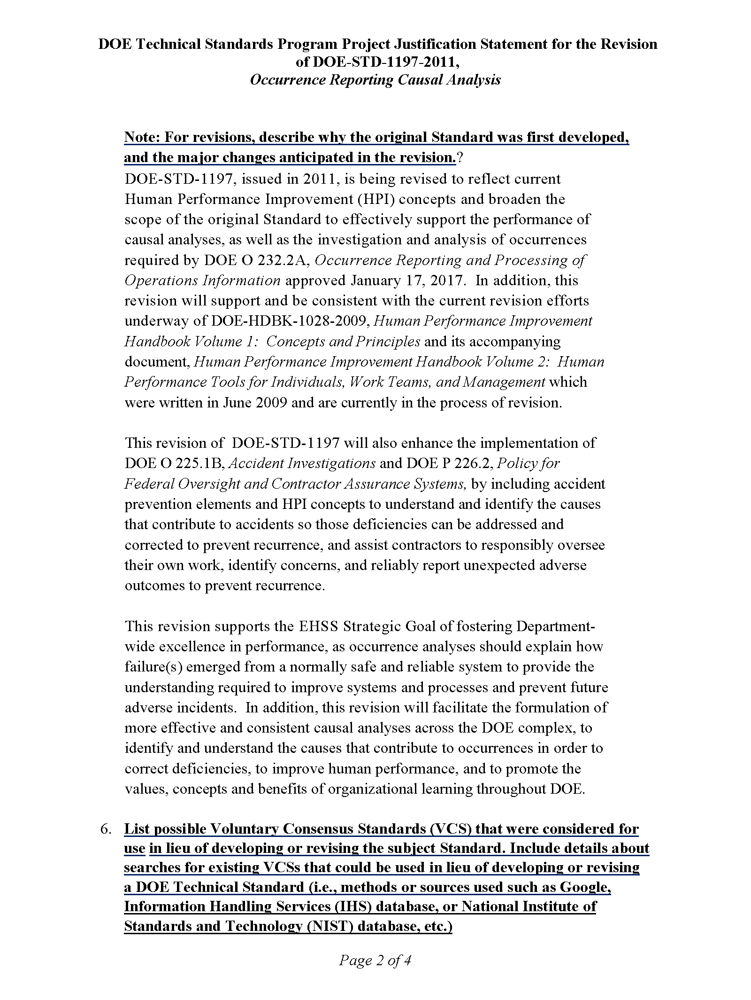 DOE Technical Standards Program Project Justification Statement for the Revision
of DOE-STD-1197-2011,
Occurrence Reporting Causal Analysis
Note: For revisions, describe why the original Standard was first developed,
and the major changes anticipated in the revision.?
DOE-STD-1197, issued in 2011, is being revised to reflect current
Human Performance Improvement (HPI) concepts and broaden the
scope of the original Standard to effectively support the performance of
causal analyses, as well as the investigation and analysis of occurrences
required by DOE O 232.2A, Occurrence Reporting and Processing of
Operations Information approved January 17, 2017.  In addition, this
revision will support and be consistent with the current revision efforts
underway of DOE-HDBK-1028-2009, Human Performance Improvement
Handbook Volume 1:  Concepts and Principles and its accompanying
document, Human Performance Improvement Handbook Volume 2:  Human
Performance Tools for Individuals, Work Teams, and Management which
were written in June 2009 and are currently in the process of revision.
This revision of  DOE-STD-1197 will also enhance the implementation of
DOE O 225.1B, Accident Investigations and DOE P 226.2, Policy for
Federal Oversight and Contractor Assurance Systems, by including accident
prevention elements and HPI concepts to understand and identify the causes
that contribute to accidents so those deficiencies can be addressed and
corrected to prevent recurrence, and assist contractors to responsibly oversee
their own work, identify concerns, and reliably report unexpected adverse
outcomes to prevent recurrence.
This revision supports the EHSS Strategic Goal of fostering Department-
wide excellence in performance, as occurrence analyses should explain how
failure(s) emerged from a normally safe and reliable system to provide the
understanding required to improve systems and processes and prevent future
adverse incidents.  In addition, this revision will facilitate the formulation of
more effective and consistent causal analyses across the DOE complex, to
identify and understand the causes that contribute to occurrences in order to
correct deficiencies, to improve human performance, and to promote the
values, concepts and benefits of organizational learning throughout DOE.
6. List possible Voluntary Consensus Standards (VCS) that were considered for
use in lieu of developing or revising the subject Standard. Include details about
searches for existing VCSs that could be used in lieu of developing or revising
a DOE Technical Standard (i.e., methods or sources used such as Google,
Information Handling Services (IHS) database, or National Institute of
Standards and Technology (NIST) database, etc.)
Page 2 of 4